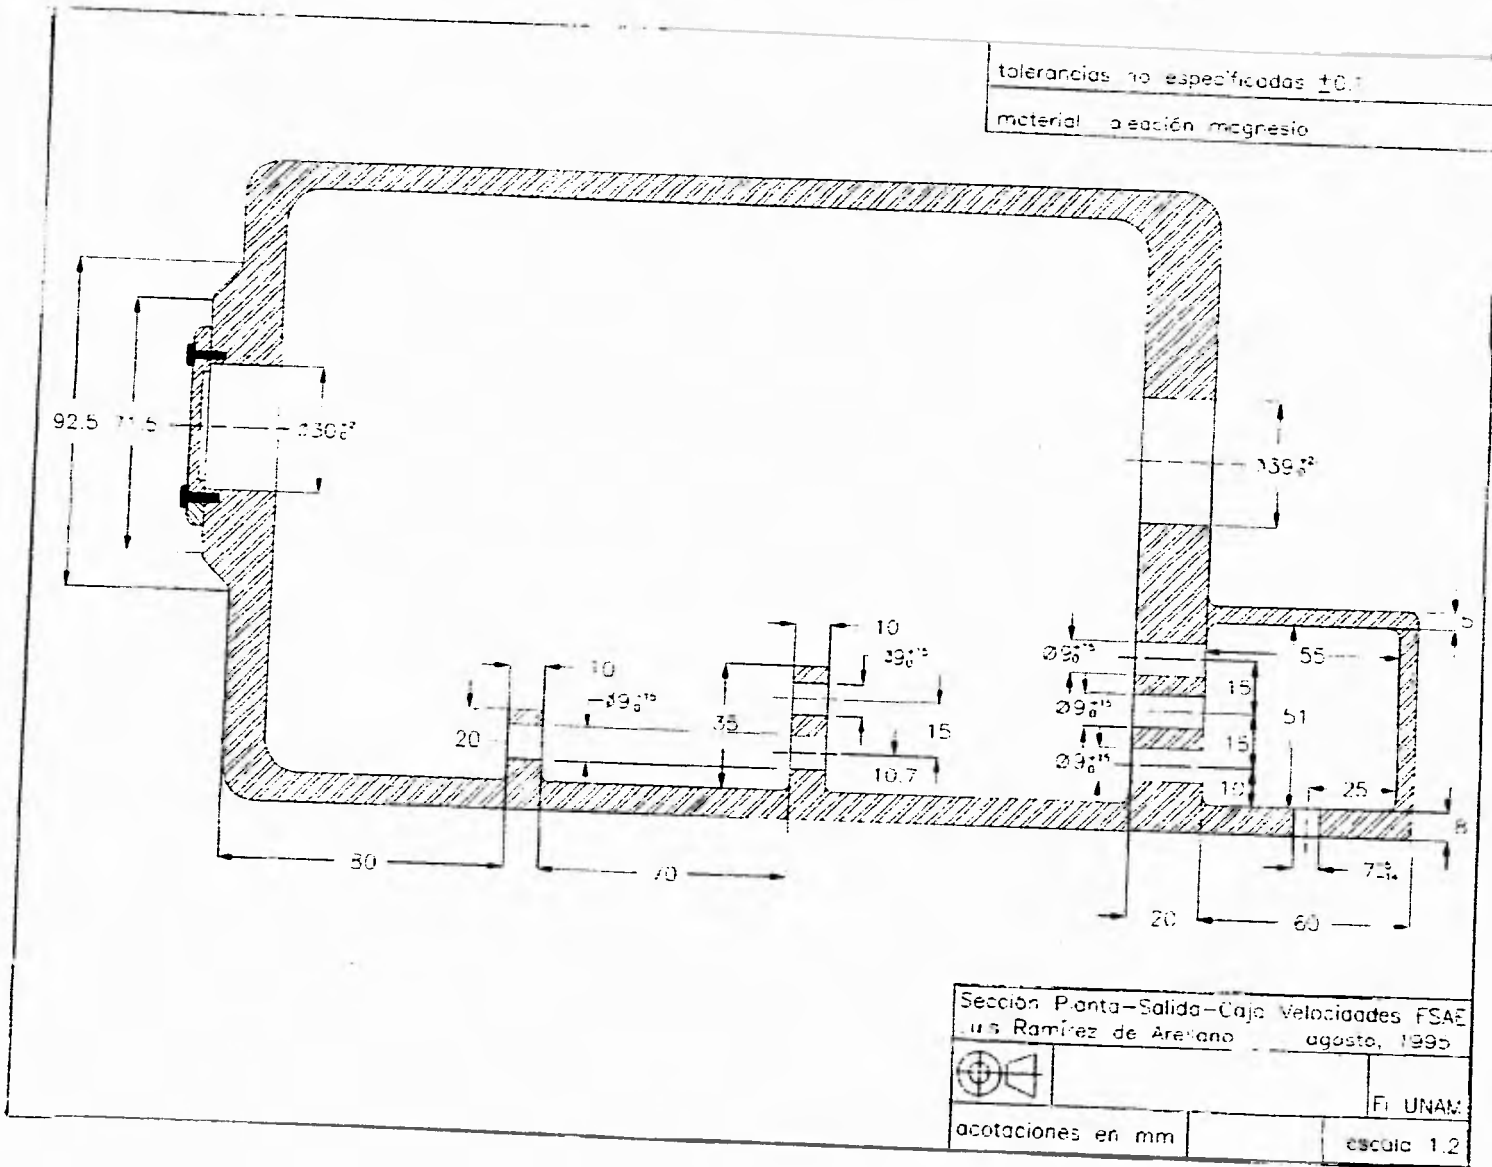 tolerancias no especificadas ±0.1
material aleación magnesio
92.5
71.5
10
10
20
35
15
10.7
55
5
15
15
10
51
25
8
80
70
20
60
Sección Planta-Salida-Caja Velocidades FSAE
Luis Ramírez de Arellano agosto, 1995
FI UNAM
acotaciones en mm
escala 1:2